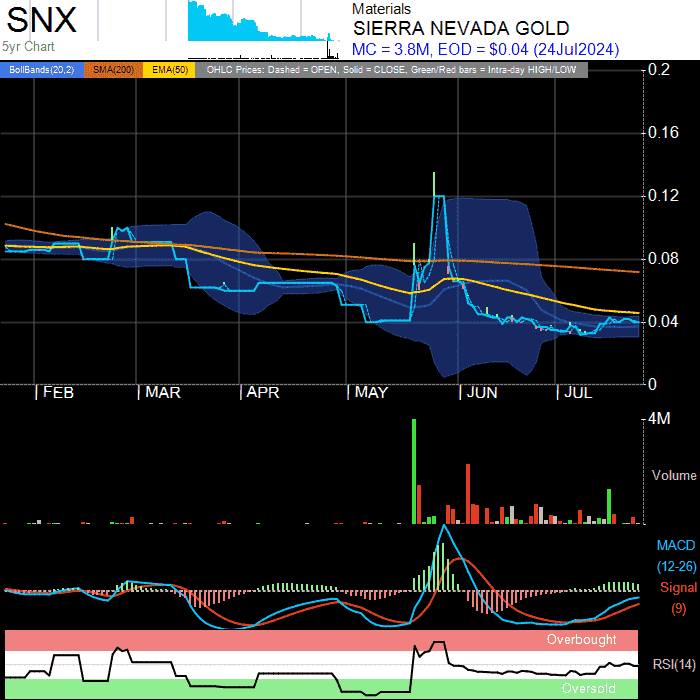 SNX
5yr Chart
Materials
SIERRA NEVADA GOLD
MC = 3.8M, EOD = $0.04 (24Jul2024)
BollBands(20,2) SMA(200) EMA(50) OHLC Prices: Dashed = OPEN, Solid = CLOSE, Green/Red bars = Intra-day HIGH/LOW
0.2
0.16
0.12
0.08
0.04
0
FEB MAR APR MAY JUN JUL
4M
Volume
MACD
(12-26)
Signal
(9)
Overbought
RSI(14)
Oversold